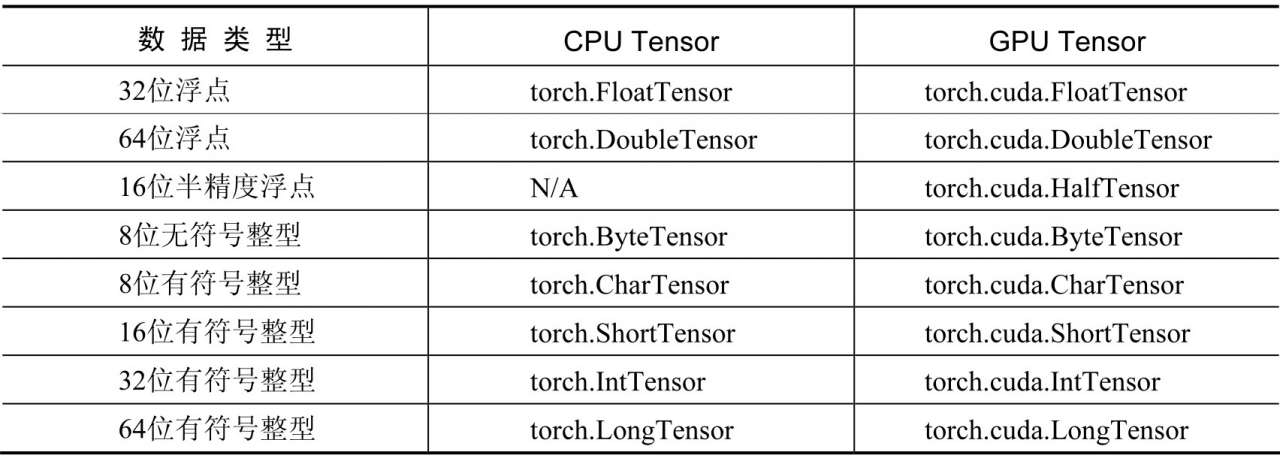 数 据 类 型 CPU Tensor GPU Tensor
32位浮点 torch.FloatTensor torch.cuda.FloatTensor
64位浮点 torch.DoubleTensor torch.cuda.DoubleTensor
16位半精度浮点 N/A torch.cuda.HalfTensor
8位无符号整型 torch.ByteTensor torch.cuda.ByteTensor
8位有符号整型 torch.CharTensor torch.cuda.CharTensor
16位有符号整型 torch.ShortTensor torch.cuda.ShortTensor
32位有符号整型 torch.IntTensor torch.cuda.IntTensor
64位有符号整型 torch.LongTensor torch.cuda.LongTensor